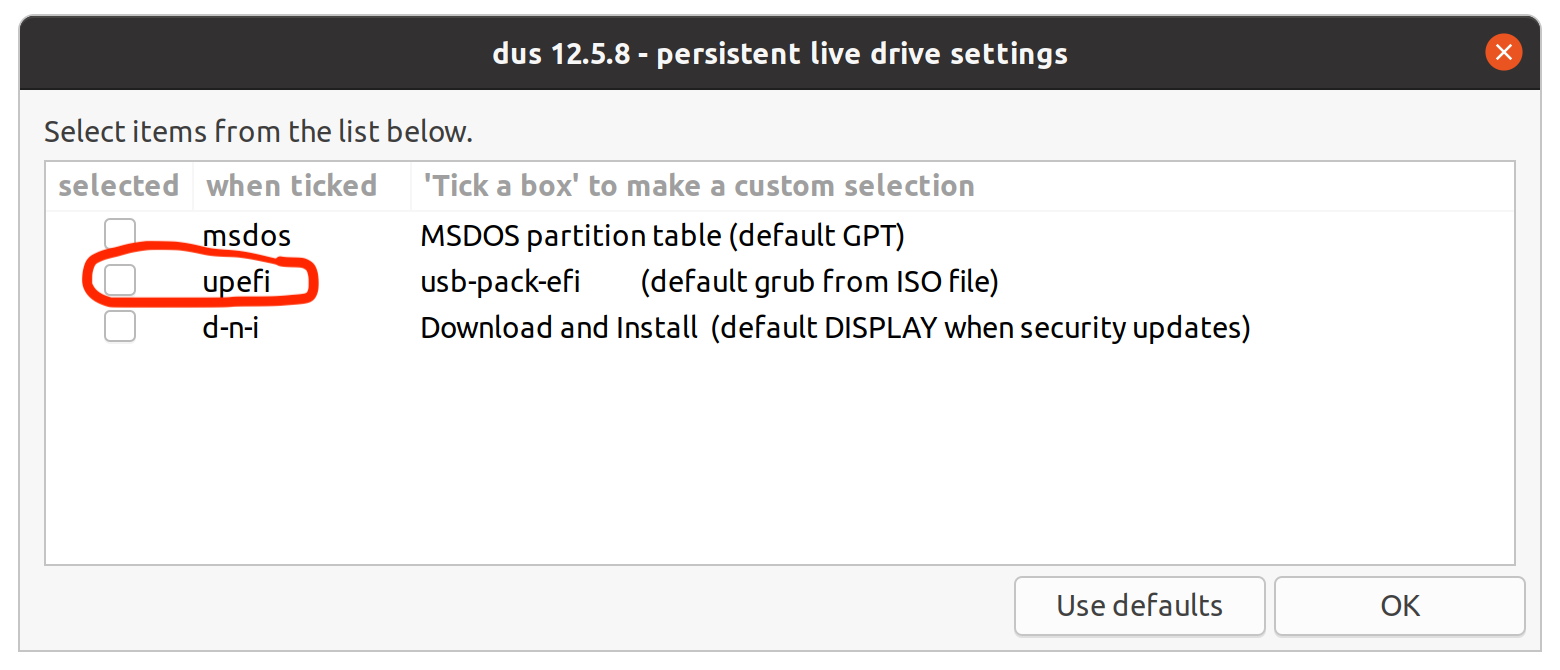 dus 12.5.8 - persistent live drive settings
Select items from the list below.
selected when ticked 'Tick a box' to make a custom selection
msdos MSDOS partition table (default GPT)
upefi usb-pack-efi (default grub from ISO file)
d-n-i Download and Install (default DISPLAY when security updates)
Use defaults OK